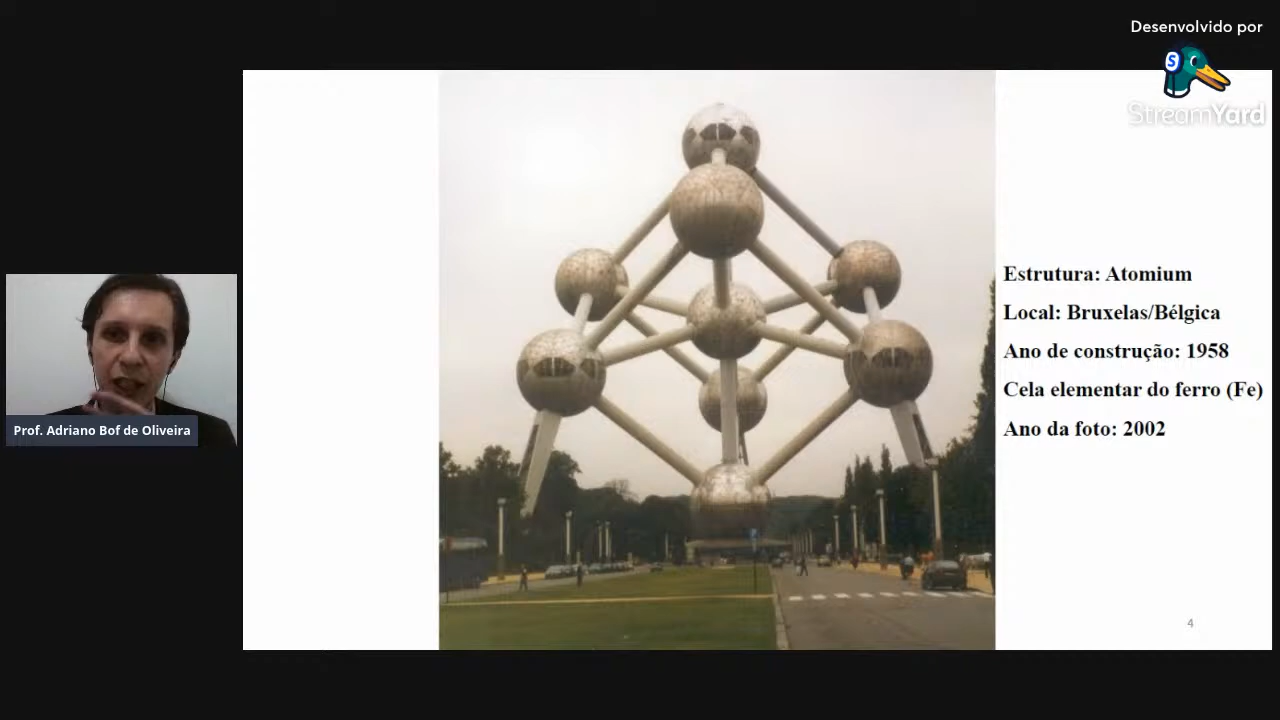 Desenvolvido por
S
StreamYard
Estrutura: Atomium
Local: Bruxelas/Bélgica
Ano de construção: 1958
Cela elementar do ferro (Fe)
Ano da foto: 2002
Prof. Adriano Bof de Oliveira
4